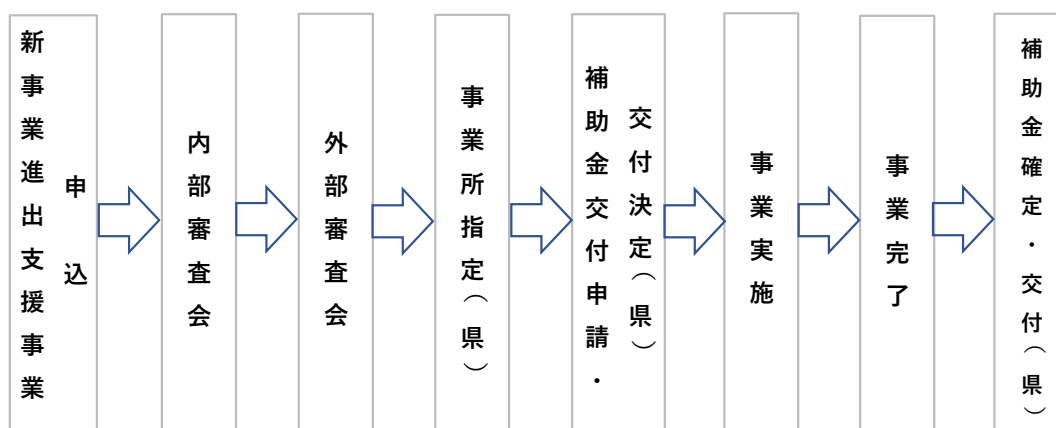 新事業進出支援事業
申込
内部審査会
外部審査会
事業所指定（県）
補助金交付申請・
交付決定（県）
事業実施
事業完了
補助金確定・交付（県）